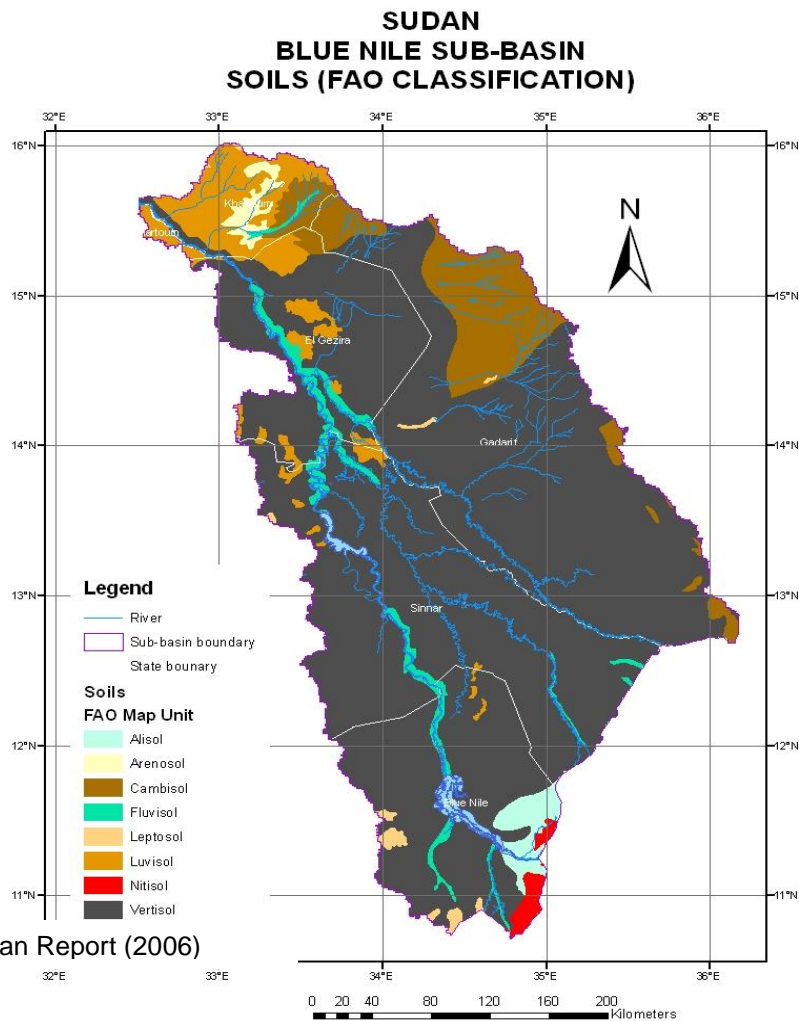 SUDAN
BLUE NILE SUB-BASIN
SOILS (FAO CLASSIFICATION)
32°E 33°E 34°E 35°E 36°E
16°N 16°N
N
Khartoum
artoum
15°N 15°N
El Gezira
14°N 14°N
Gadarif
13°N 13°N
Sinnar
12°N 12°N
Blue Nile
11°N 11°N
Legend
River
Sub-basin boundary
State bounary
Soils
FAO Map Unit
Alisol
Arenosol
Cambisol
Fluvisol
Leptosol
Luvisol
Nitisol
Vertisol
an Report (2006)
32°E 33°E 34°E 35°E 36°E
0 20 40 80 120 160 200
Kilometers